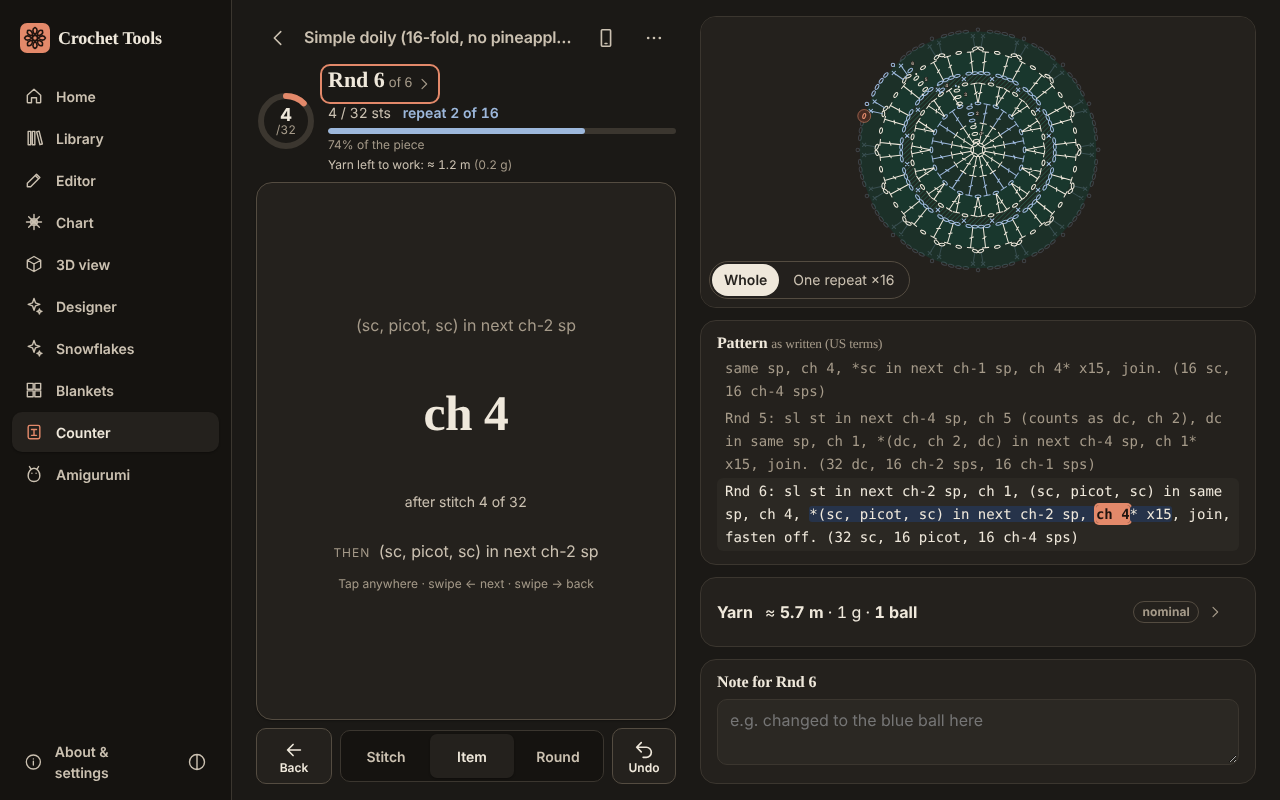 Crochet Tools
Home
Library
Editor
Chart
3D view
Designer
Snowflakes
Blankets
Counter
Amigurumi
About &
settings
Simple doily (16-fold, no pineappl...
4
/32
Rnd 6 of 6
4 / 32 sts repeat 2 of 16
74% of the piece
Yarn left to work: ≈ 1.2 m (0.2 g)
(sc, picot, sc) in next ch-2 sp
ch 4
after stitch 4 of 32
THEN (sc, picot, sc) in next ch-2 sp
Tap anywhere · swipe ← next · swipe → back
Back
Stitch
Item
Round
Undo
Whole
One repeat ×16
Pattern as written (US terms)
same sp, ch 4, *sc in next ch-1 sp, ch 4* x15, join. (16 sc,
16 ch-4 sps)
Rnd 5: sl st in next ch-4 sp, ch 5 (counts as dc, ch 2), dc
in same sp, ch 1, *(dc, ch 2, dc) in next ch-4 sp, ch 1*
x15, join. (32 dc, 16 ch-2 sps, 16 ch-1 sps)
Rnd 6: sl st in next ch-2 sp, ch 1, (sc, picot, sc) in same
sp, ch 4, *(sc, picot, sc) in next ch-2 sp, ch 4* x15, join,
fasten off. (32 sc, 16 picot, 16 ch-4 sps)
Yarn ≈ 5.7 m · 1 g · 1 ball
nominal
Note for Rnd 6
e.g. changed to the blue ball here